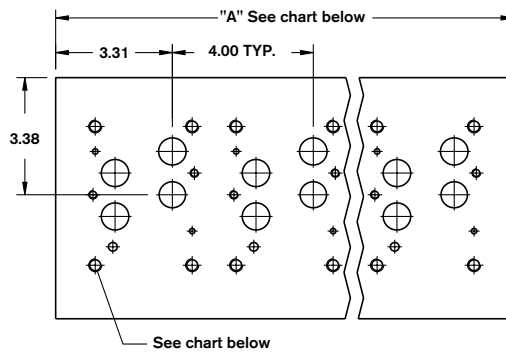 "A" See chart below
3.31
4.00 TYP.
3.38
See chart below